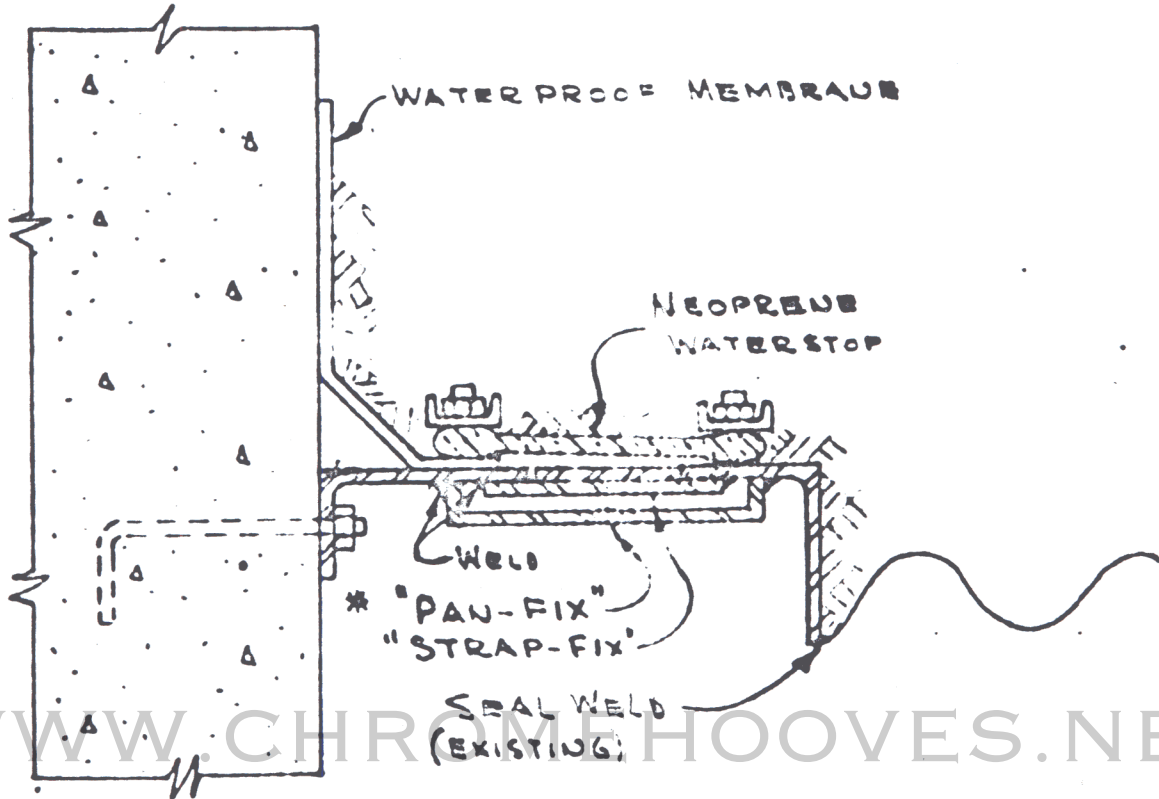 WATERPROOF MEMBRANE
NEOPRENE
WATERSTOP
WELD
* "PAN-FIX"
"STRAP-FIX"
SEAL WELD
(EXISTING)
WWW.CHROMEHOOVES.NE